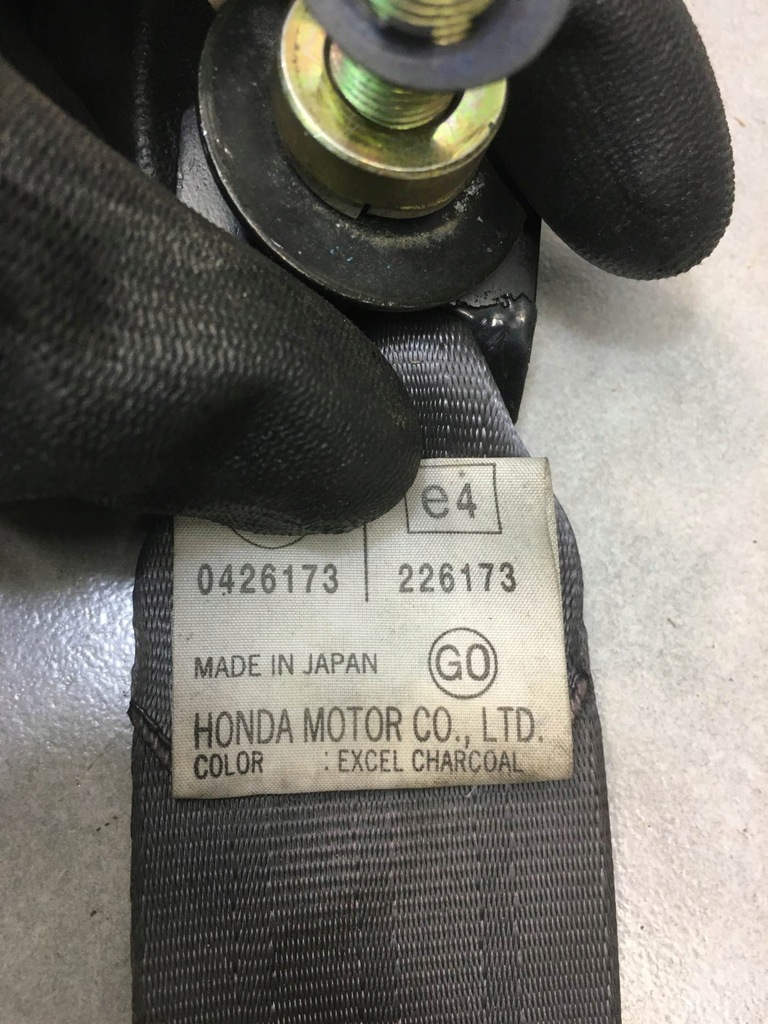 e4
0426173 226173
MADE IN JAPAN GO
HONDA MOTOR CO., LTD.
COLOR : EXCEL CHARCOAL